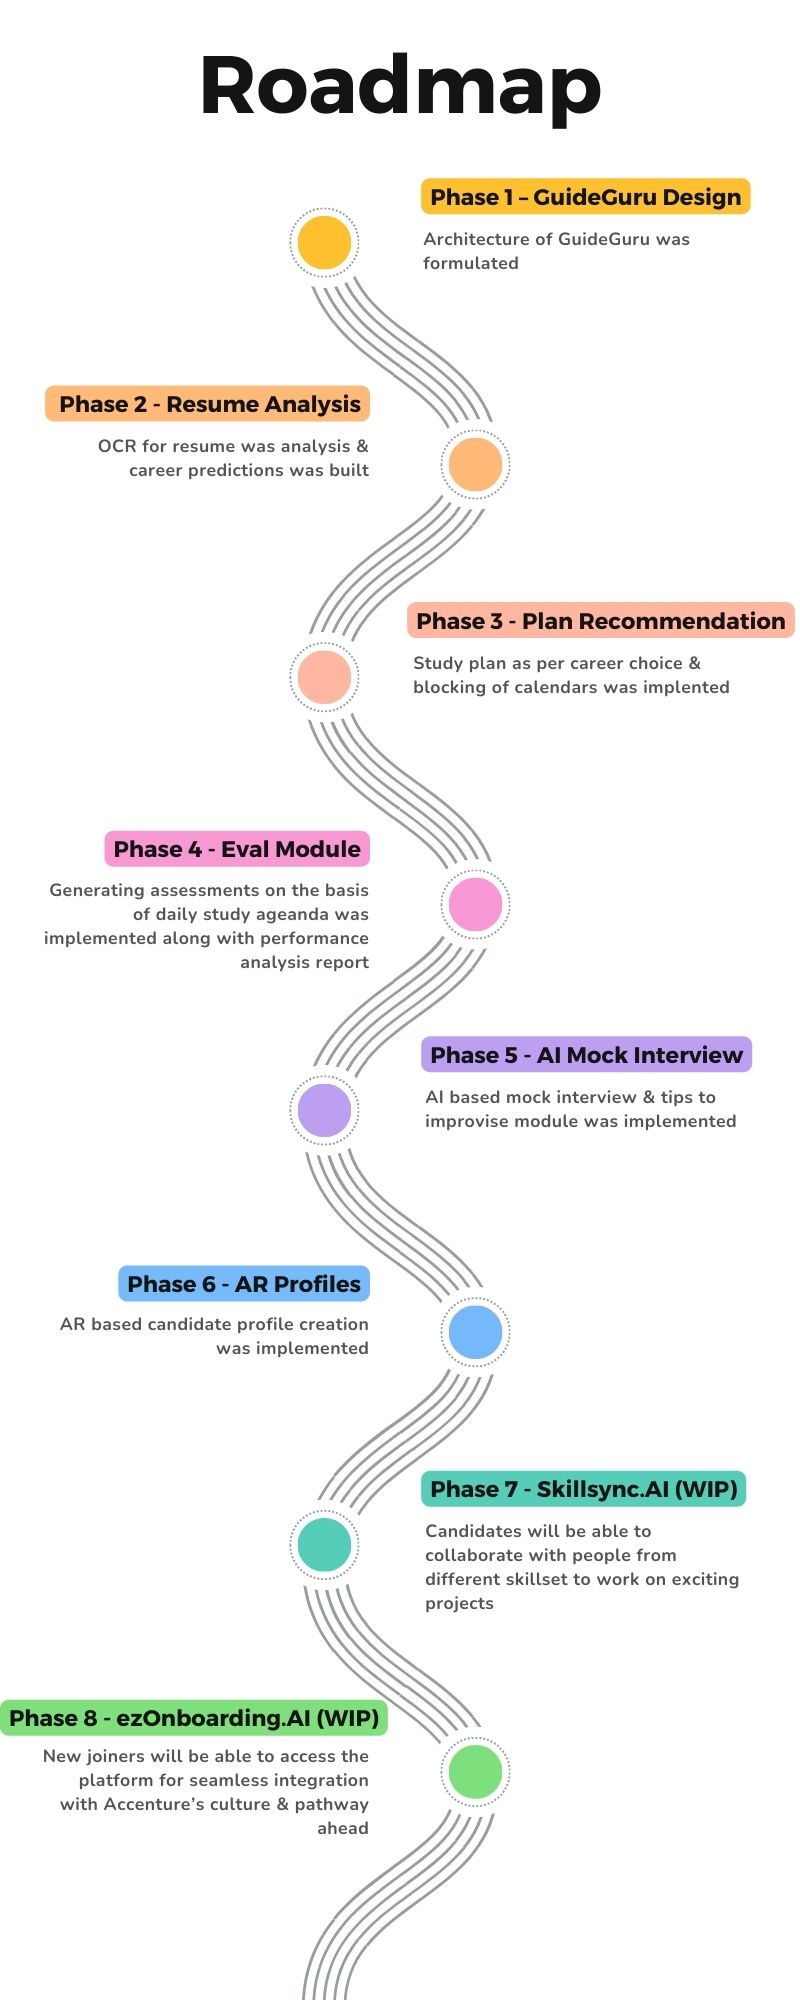 Roadmap
Phase 1 – GuideGuru Design
Architecture of GuideGuru was
formulated
Phase 2 - Resume Analysis
OCR for resume was analysis &
career predictions was built
Phase 3 - Plan Recommendation
Study plan as per career choice &
blocking of calendars was implented
Phase 4 - Eval Module
Generating assessments on the basis
of daily study ageanda was
implemented along with performance
analysis report
Phase 5 - AI Mock Interview
AI based mock interview & tips to
improvise module was implemented
Phase 6 - AR Profiles
AR based candidate profile creation
was implemented
Phase 7 - Skillsync.AI (WIP)
Candidates will be able to
collaborate with people from
different skillset to work on exciting
projects
Phase 8 - ezOnboarding.AI (WIP)
New joiners will be able to access the
platform for seamless integration
with Accenture’s culture & pathway
ahead